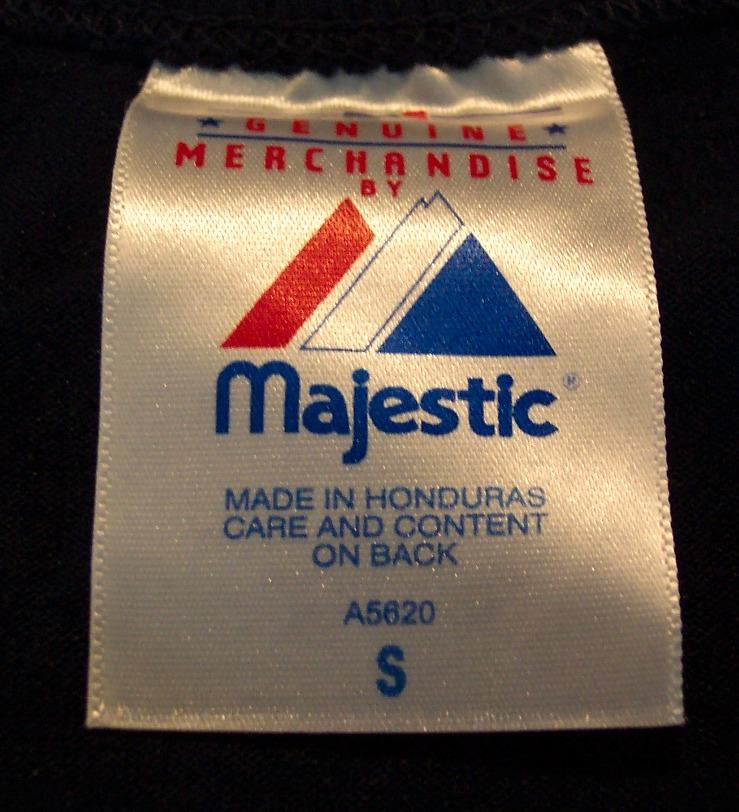 GENUINE
MERCHANDISE
BY
Majestic®
MADE IN HONDURAS
CARE AND CONTENT
ON BACK
A5620
S